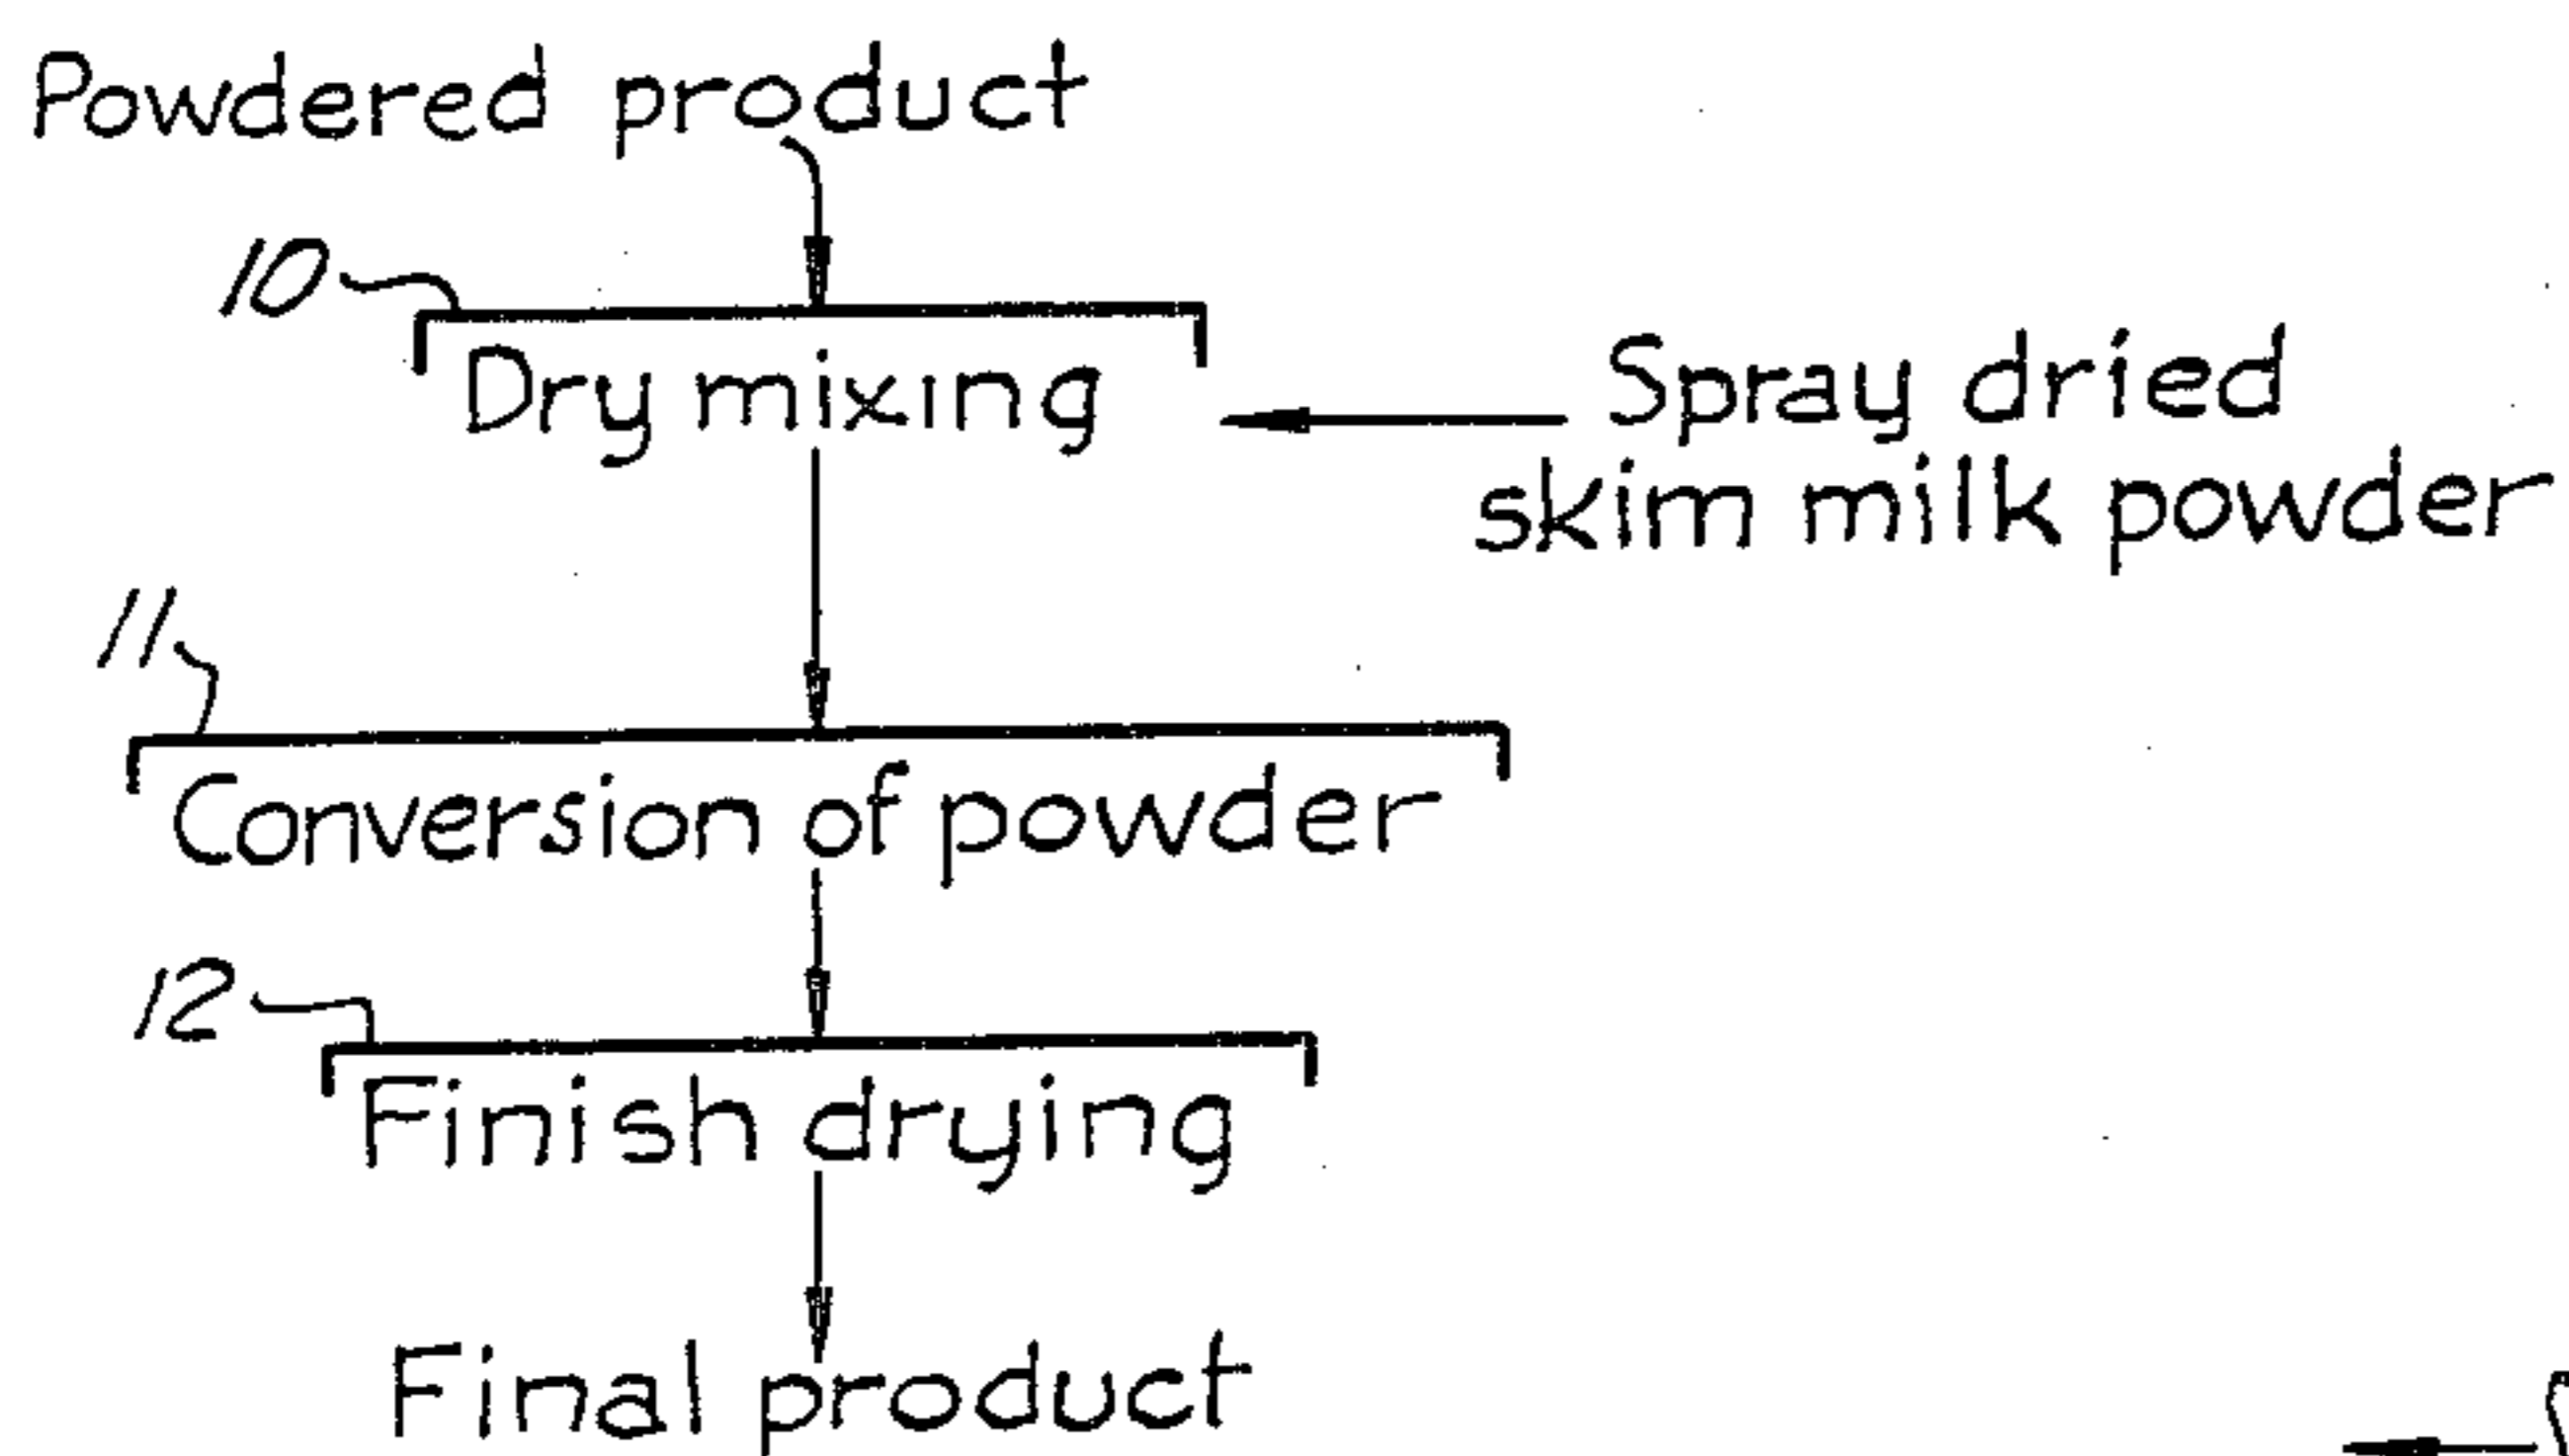 Powdered product
10
Dry mixing
Spray dried
skim milk powder
11
Conversion of powder
12
Finish drying
Final product